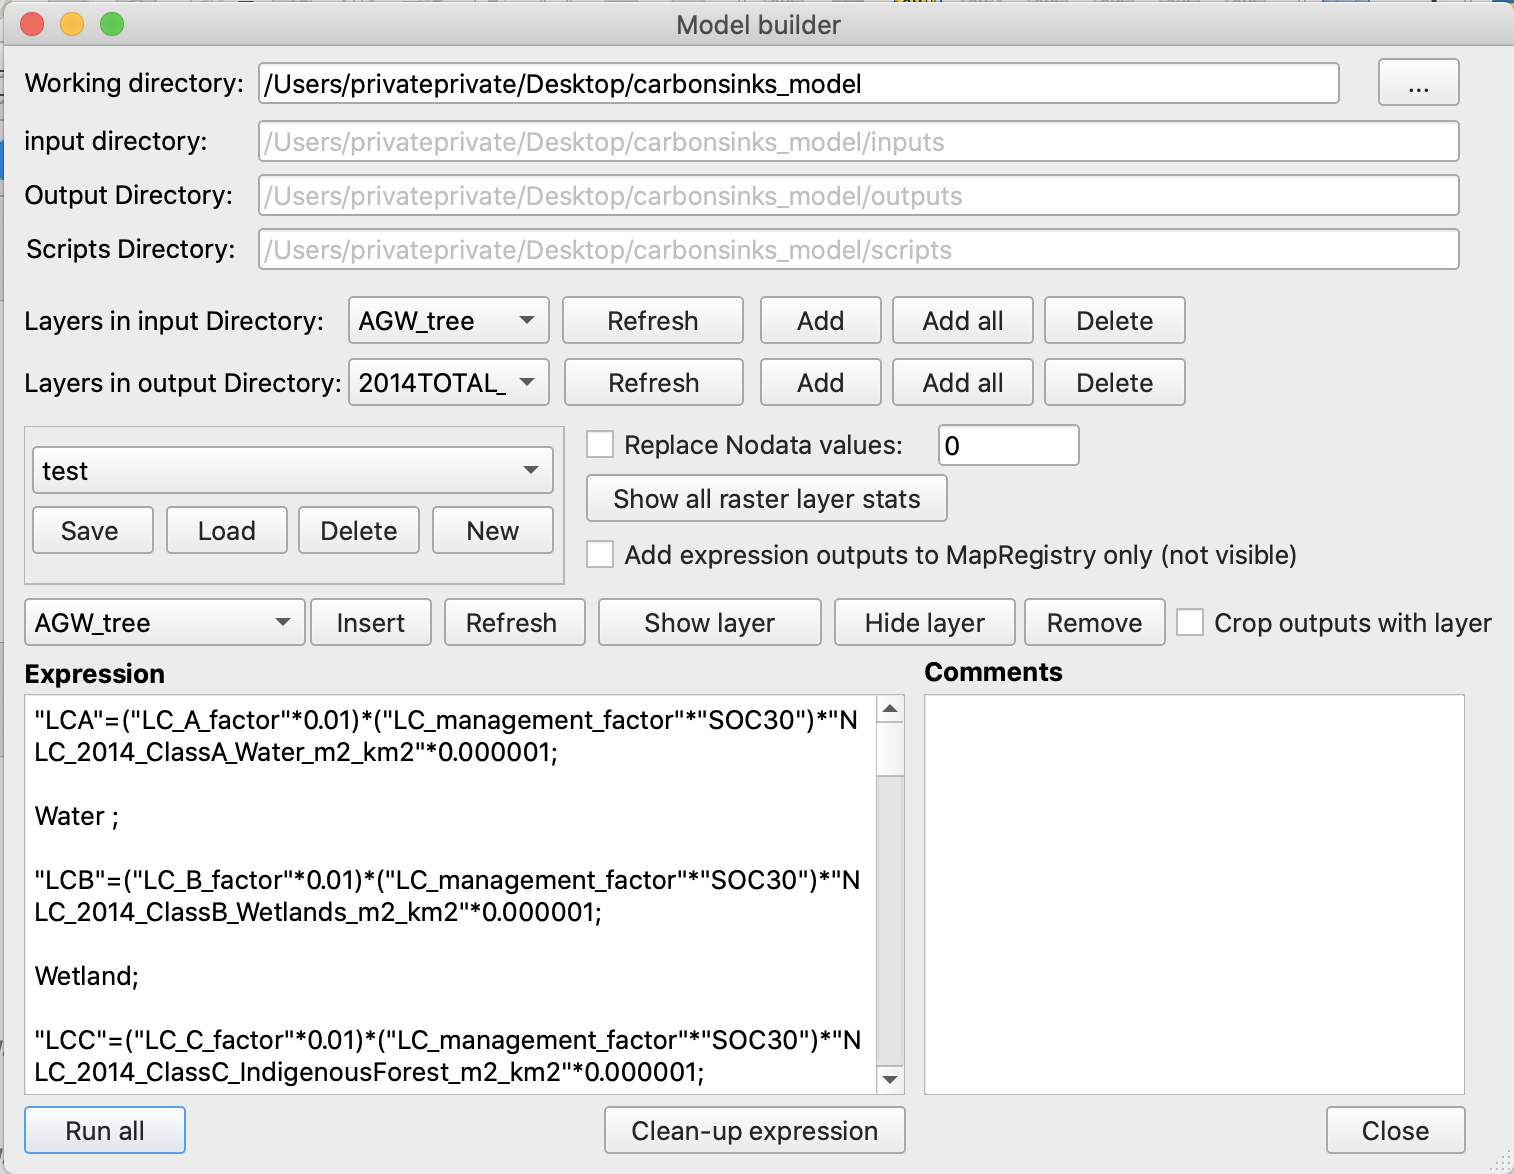 Model builder
Working directory: /Users/privateprivate/Desktop/carbonsinks_model ...
input directory: /Users/privateprivate/Desktop/carbonsinks_model/inputs
Output Directory: /Users/privateprivate/Desktop/carbonsinks_model/outputs
Scripts Directory: /Users/privateprivate/Desktop/carbonsinks_model/scripts
Layers in input Directory: AGW_tree Refresh Add Add all Delete
Layers in output Directory: 2014TOTAL_ Refresh Add Add all Delete
test
Save Load Delete New
Replace Nodata values: 0
Show all raster layer stats
Add expression outputs to MapRegistry only (not visible)
AGW_tree Insert Refresh Show layer Hide layer Remove Crop outputs with layer
Expression
"LCA"=("LC_A_factor"*0.01)*("LC_management_factor"*"SOC30")*"N
LC_2014_ClassA_Water_m2_km2"*0.000001;
Water ;
"LCB"=("LC_B_factor"*0.01)*("LC_management_factor"*"SOC30")*"N
LC_2014_ClassB_Wetlands_m2_km2"*0.000001;
Wetland;
"LCC"=("LC_C_factor"*0.01)*("LC_management_factor"*"SOC30")*"N
LC_2014_ClassC_IndigenousForest_m2_km2"*0.000001;
Comments
Run all Clean-up expression Close